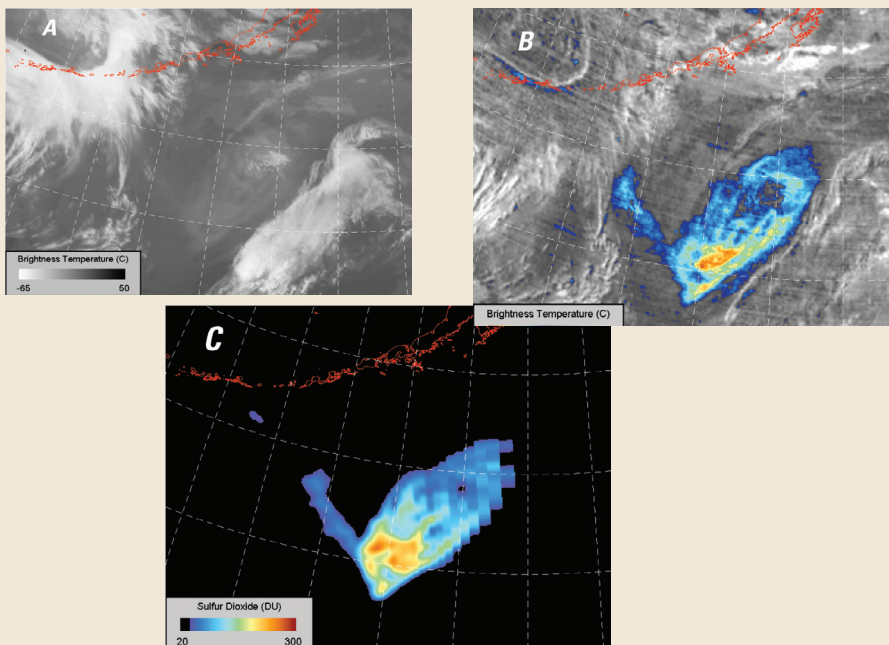 A
Brightness Temperature (C)
-65 50
B
Brightness Temperature (C)
C
Sulfur Dioxide (DU)
20 300